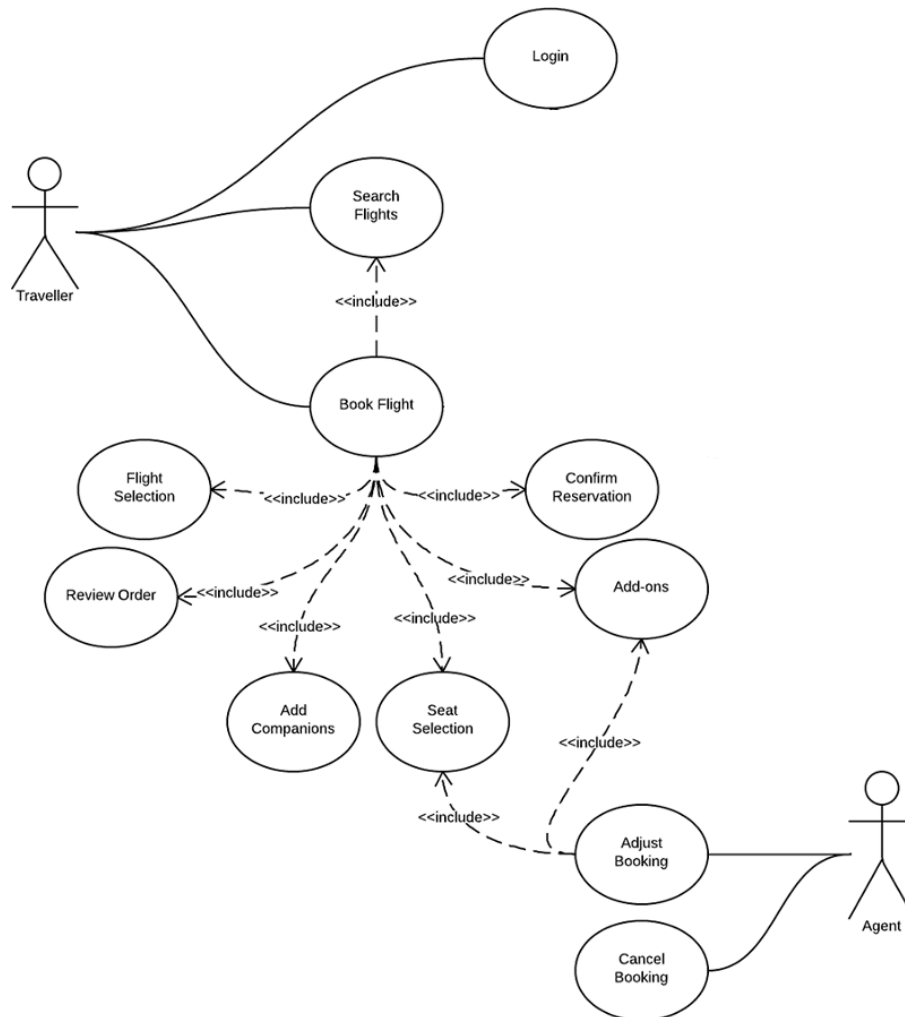 Login
Search
Flights
Traveller
<<include>>
Book Flight
Flight
Selection
<<include>>
<<include>>
Confirm
Reservation
Review Order
<<include>>
<<include>>
Add-ons
<<include>>
<<include>>
Add
Companions
Seat
Selection
<<include>>
<<include>>
Adjust
Booking
Agent
Cancel
Booking